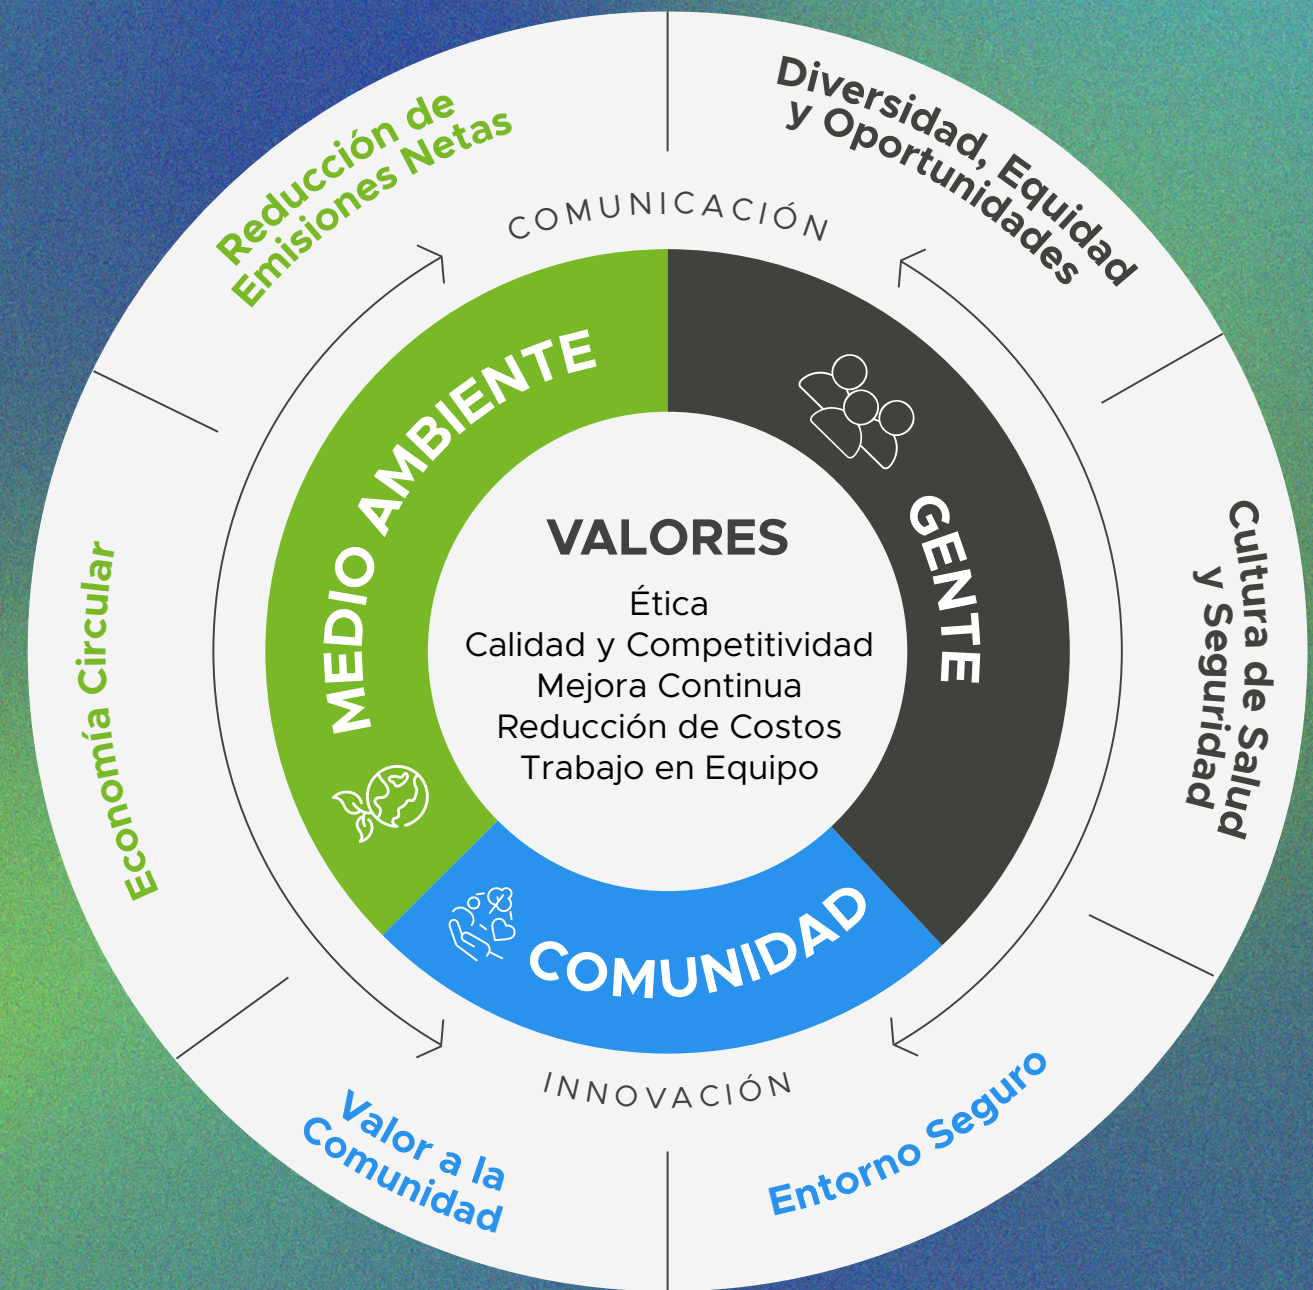 Reducción de
Emisiones Netas
Diversidad, Equidad
y Oportunidades
COMUNICACIÓN
MEDIO AMBIENTE
GENTE
VALORES
Ética
Calidad y Competitividad
Mejora Continua
Reducción de Costos
Trabajo en Equipo
Economía Circular
Cultura de Salud
y Seguridad
COMUNIDAD
INNOVACIÓN
Valor a la
Comunidad
Entorno Seguro